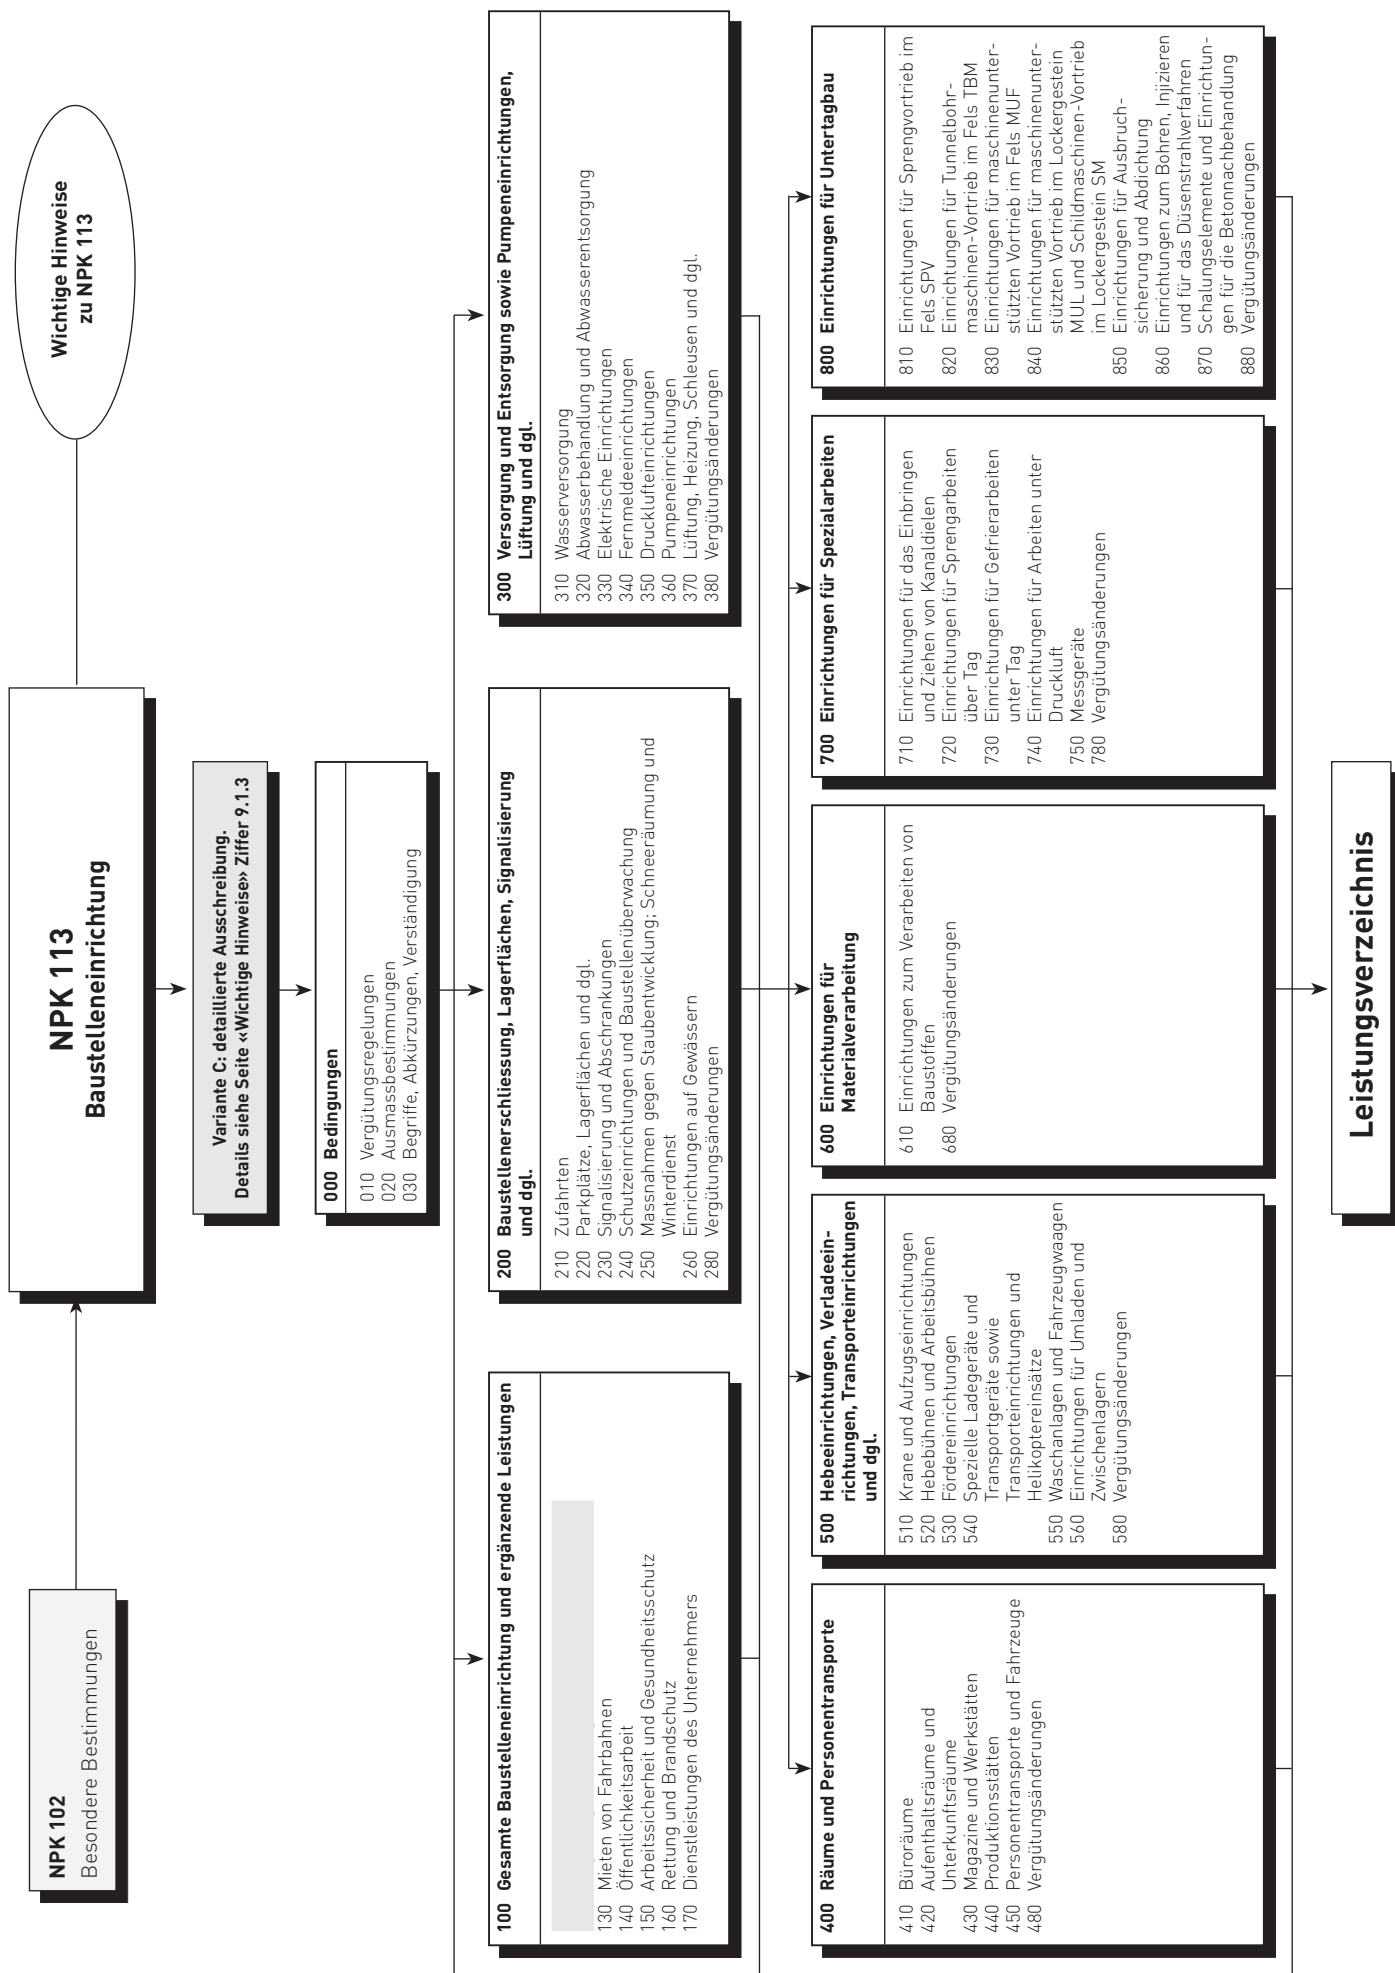 NPK 102
Besondere Bestimmungen
NPK 113
Baustelleneinrichtung
Wichtige Hinweise
zu NPK 113
Variante C: detaillierte Ausschreibung.
Details siehe Seite «Wichtige Hinweise» Ziffer 9.1.3
000 Bedingungen
010 Vergütungsregelungen
020 Ausmassbestimmungen
030 Begriffe, Abkürzungen, Verständigung
100 Gesamte Baustelleneinrichtung und ergänzende Leistungen
130 Mieten von Fahrbahnen
140 Öffentlichkeitsarbeit
150 Arbeitssicherheit und Gesundheitsschutz
160 Rettung und Brandschutz
170 Dienstleistungen des Unternehmers
200 Baustellenerschliessung, Lagerflächen, Signalisierung
und dgl.
210 Zufahrten
220 Parkplätze, Lagerflächen und dgl.
230 Signalisierung und Abschrankungen
240 Schutzeinrichtungen und Baustellenüberwachung
250 Massnahmen gegen Staubentwicklung; Schneeräumung und
Winterdienst
260 Einrichtungen auf Gewässern
280 Vergütungsänderungen
300 Versorgung und Entsorgung sowie Pumpeneinrichtungen,
Lüftung und dgl.
310 Wasserversorgung
320 Abwasserbehandlung und Abwasserentsorgung
330 Elektrische Einrichtungen
340 Fernmeldeeinrichtungen
350 Drucklufteinrichtungen
360 Pumpeneinrichtungen
370 Lüftung, Heizung, Schleusen und dgl.
380 Vergütungsänderungen
400 Räume und Personentransporte
410 Büroräume
420 Aufenthaltsräume und
Unterkunftsräume
430 Magazine und Werkstätten
440 Produktionsstätten
450 Personentransporte und Fahrzeuge
480 Vergütungsänderungen
500 Hebeeinrichtungen, Verladeein-
richtungen, Transporteinrichtungen
und dgl.
510 Krane und Aufzugseinrichtungen
520 Hebebühnen und Arbeitsbühnen
530 Fördereinrichtungen
540 Spezielle Ladegeräte und
Transportgeräte sowie
Transporteinrichtungen und
Helikoptereinsätze
550 Waschanlagen und Fahrzeugwaagen
560 Einrichtungen für Umladen und
Zwischenlagern
580 Vergütungsänderungen
600 Einrichtungen für
Materialverarbeitung
610 Einrichtungen zum Verarbeiten von
Baustoffen
680 Vergütungsänderungen
700 Einrichtungen für Spezialarbeiten
710 Einrichtungen für das Einbringen
und Ziehen von Kanaldielen
720 Einrichtungen für Sprengarbeiten
über Tag
730 Einrichtungen für Gefrierarbeiten
unter Tag
740 Einrichtungen für Arbeiten unter
Druckluft
750 Messgeräte
780 Vergütungsänderungen
800 Einrichtungen für Untertagbau
810 Einrichtungen für Sprengvortrieb im
Fels SPV
820 Einrichtungen für Tunnelbohr-
maschinen-Vortrieb im Fels TBM
830 Einrichtungen für maschinenunter-
stützten Vortrieb im Fels MUF
840 Einrichtungen für maschinenunter-
stützten Vortrieb im Lockergestein
MUL und Schildmaschinen-Vortrieb
im Lockergestein SM
850 Einrichtungen für Ausbruch-
sicherung und Abdichtung
860 Einrichtungen zum Bohren, Injizieren
und für das Düsenstrahlverfahren
870 Schalungselemente und Einrichtun-
gen für die Betonnachbehandlung
880 Vergütungsänderungen
Leistungsverzeichnis